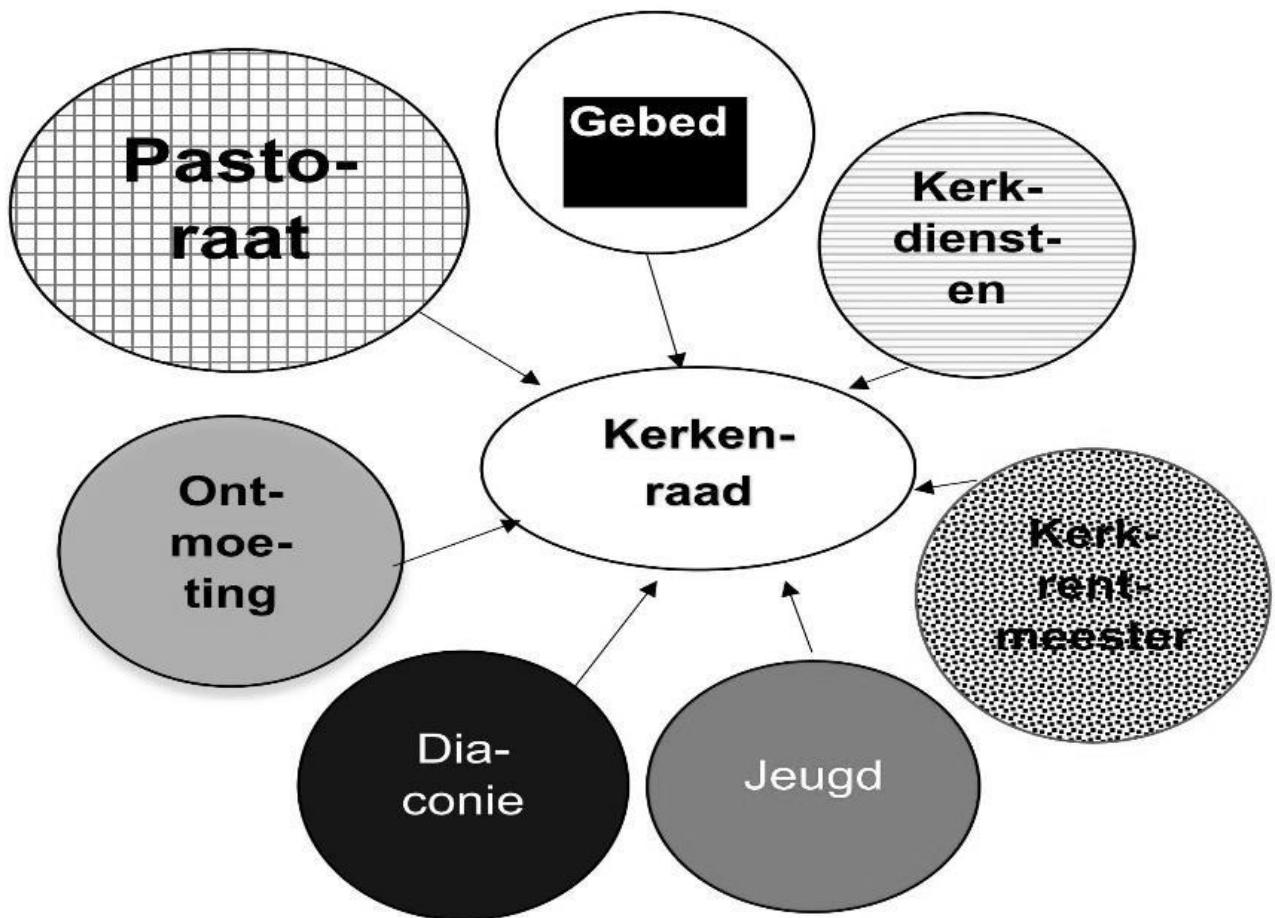 Pasto-
raat
Gebed
Kerk-
dienst-
en
Kerken-
raad
Ont-
moe-
ting
Kerk-
rent-
meester
Dia-
conie
Jeugd